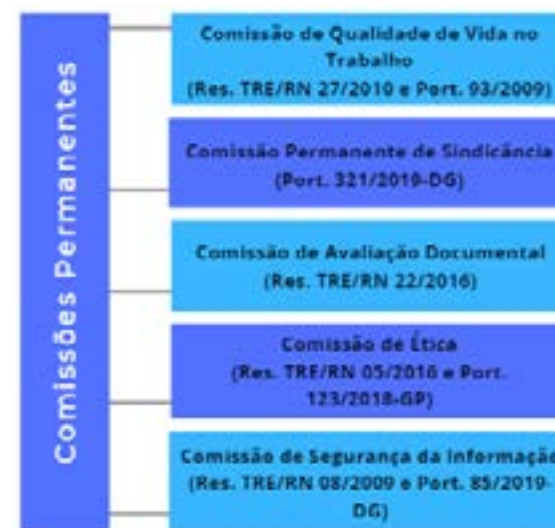 Comissões Permanentes
Comissão de Qualidade de Vida no
Trabalho
(Res. TRE/RN 27/2010 e Port. 93/2009)
Comissão Permanente de Sindicância
(Port. 321/2019-DG)
Comissão de Avaliação Documental
(Res. TRE/RN 22/2016)
Comissão de Ética
(Res. TRE/RN 05/2016 e Port.
123/2018-GP)
Comissão de Segurança da Informação
(Res. TRE/RN 08/2009 e Port. 85/2019-
DG)